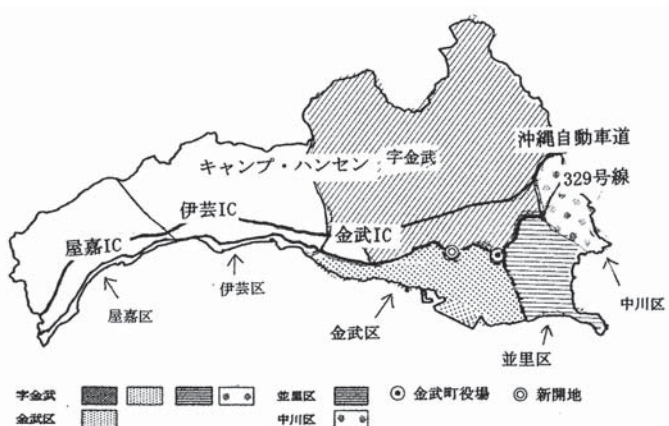 沖縄自動車道
キャンプ・ハンセン 字金武
329号線
伊芸IC
金武IC
屋嘉IC
伊芸区
屋嘉区
金武区
中川区
並里区
字金武 並里区 金武町役場 新開地
金武区 中川区